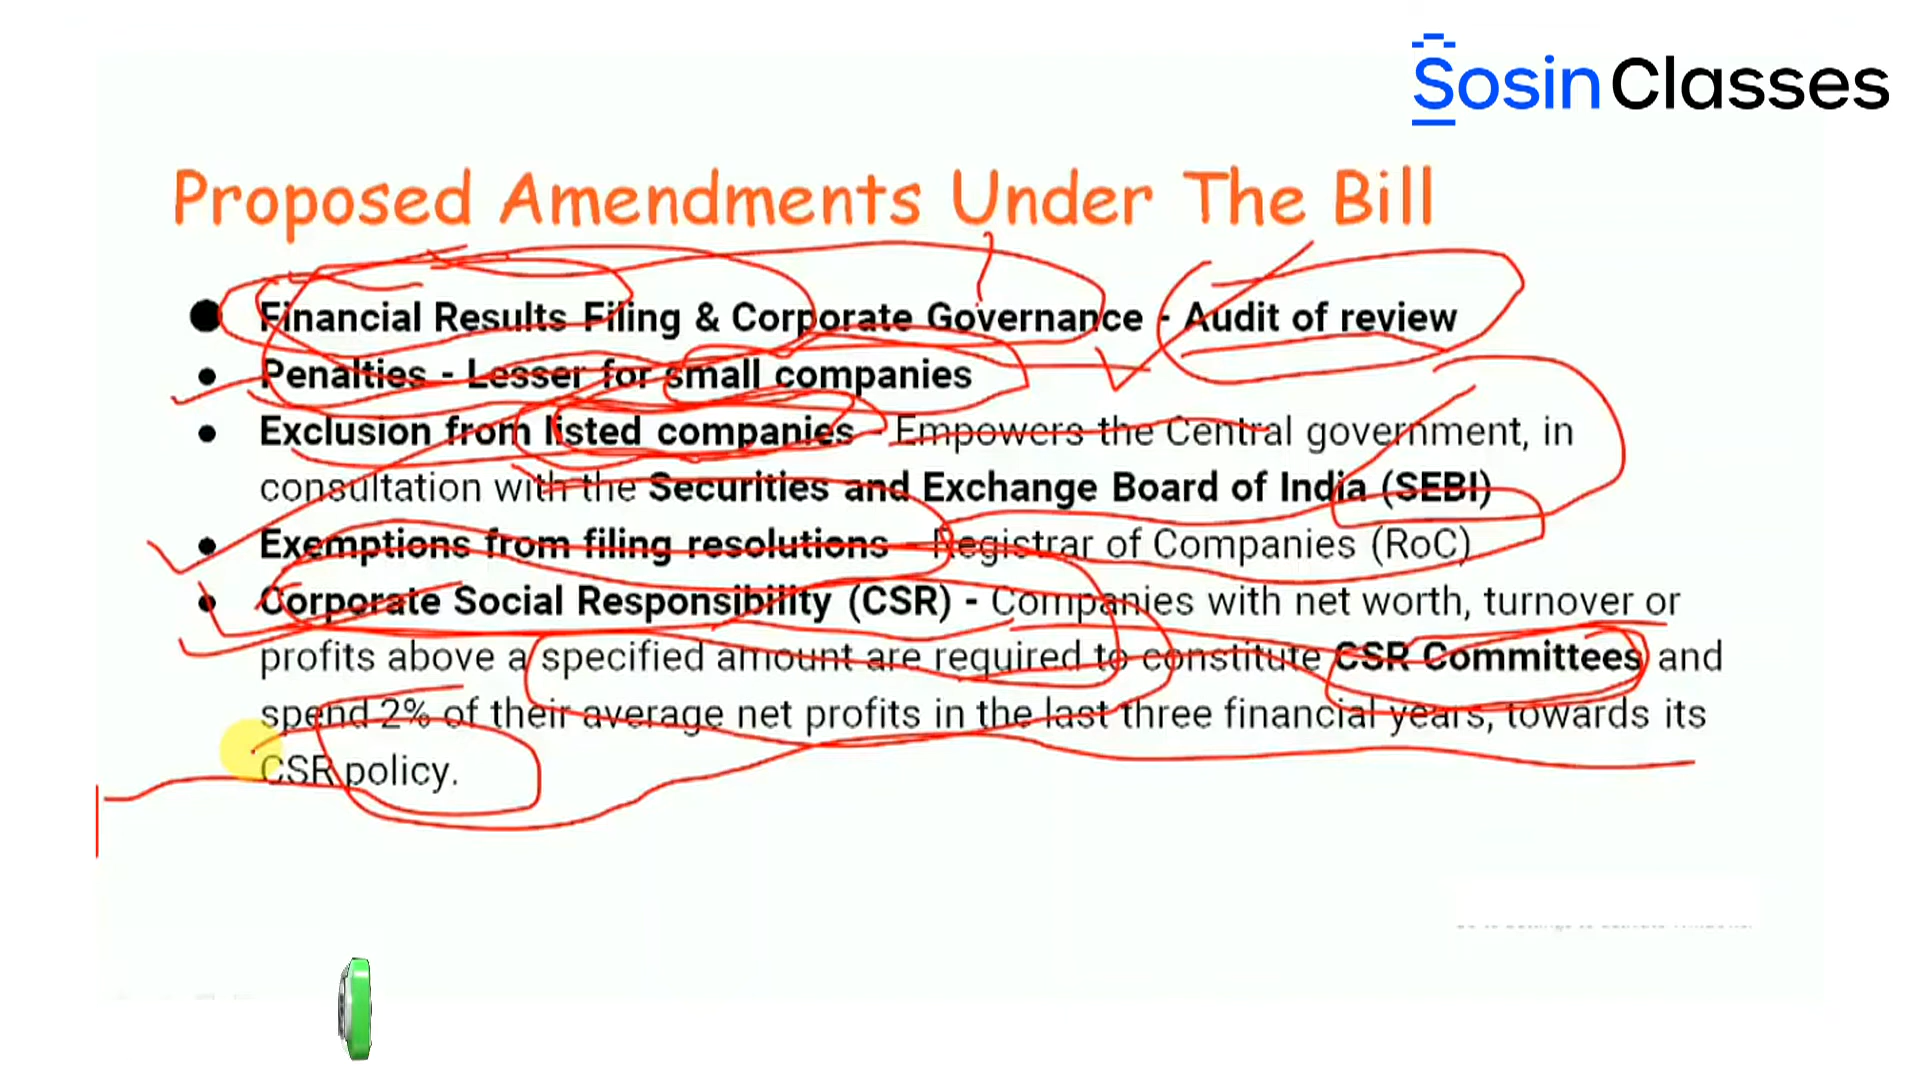 Sosin Classes
Proposed Amendments Under The Bill
● Financial Results Filing & Corporate Governance - Audit of review
● Penalties - Lesser for small companies
● Exclusion from listed companies - Empowers the Central government, in
consultation with the Securities and Exchange Board of India (SEBI)
● Exemptions from filing resolutions - Registrar of Companies (RoC)
● Corporate Social Responsibility (CSR) - Companies with net worth, turnover or
profits above a specified amount are required to constitute CSR Committees and
spend 2% of their average net profits in the last three financial years, towards its
CSR policy.